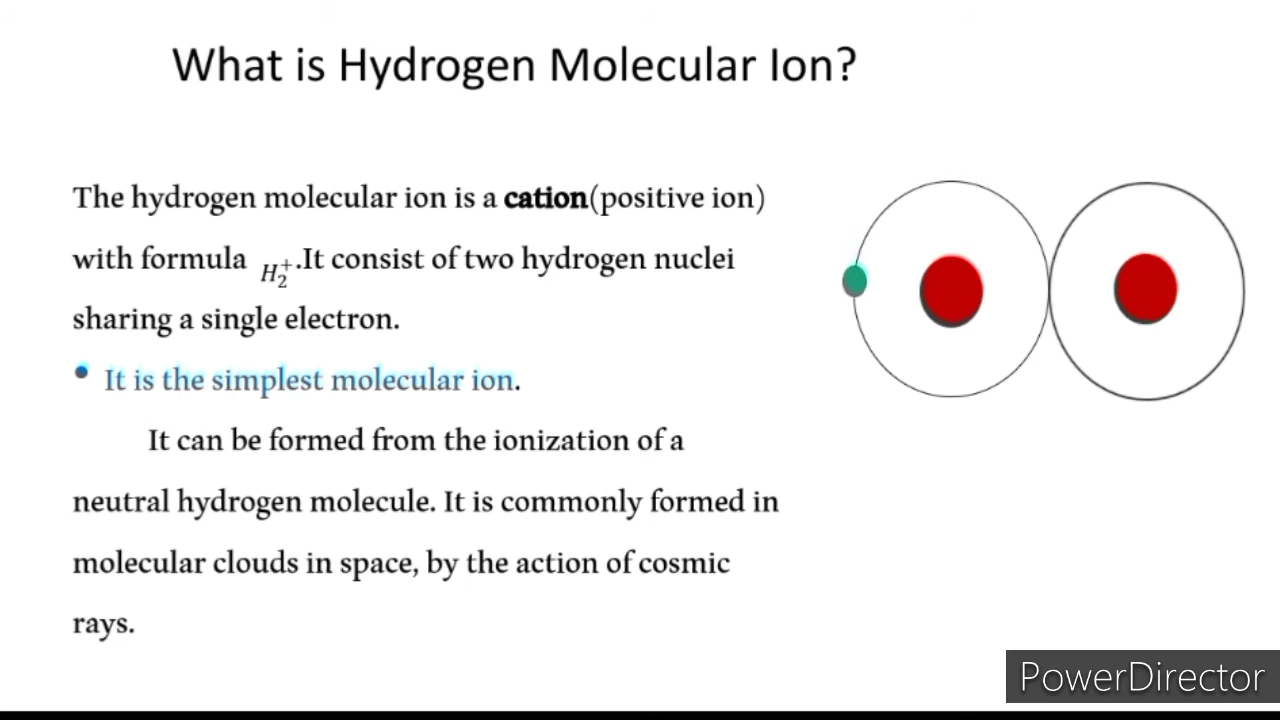 What is Hydrogen Molecular Ion?
The hydrogen molecular ion is a cation(positive ion)
with formula H₂⁺.It consist of two hydrogen nuclei
sharing a single electron.
• It is the simplest molecular ion.
It can be formed from the ionization of a
neutral hydrogen molecule. It is commonly formed in
molecular clouds in space, by the action of cosmic
rays.
PowerDirector